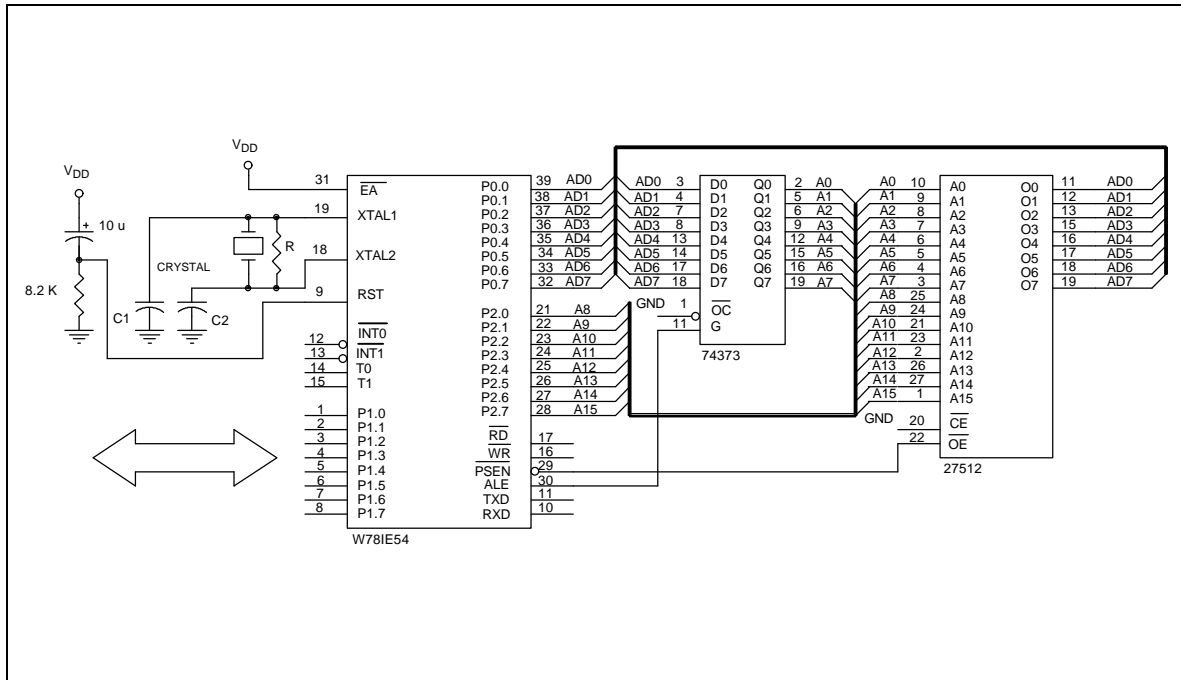 VDD
10 u
8.2 K
VDD
CRYSTAL
R
C1
C2
31 EA
19 XTAL1
18 XTAL2
9 RST
12 INT0
13 INT1
14 T0
15 T1
1 P1.0
2 P1.1
3 P1.2
4 P1.3
5 P1.4
6 P1.5
7 P1.6
8 P1.7
P0.0 39 AD0
P0.1 38 AD1
P0.2 37 AD2
P0.3 36 AD3
P0.4 35 AD4
P0.5 34 AD5
P0.6 33 AD6
P0.7 32 AD7
P2.0 21 A8
P2.1 22 A9
P2.2 23 A10
P2.3 24 A11
P2.4 25 A12
P2.5 26 A13
P2.6 27 A14
P2.7 28 A15
RD 17
WR 16
PSEN 29
ALE 30
TXD 11
RXD 10
W78IE54
AD0 3 D0 Q0 2 A0
AD1 4 D1 Q1 5 A1
AD2 7 D2 Q2 6 A2
AD3 8 D3 Q3 9 A3
AD4 13 D4 Q4 12 A4
AD5 14 D5 Q5 15 A5
AD6 17 D6 Q6 16 A6
AD7 18 D7 Q7 19 A7
GND 1 OC
11 G
74373
A0 10 A0 O0 11 AD0
A1 9 A1 O1 12 AD1
A2 8 A2 O2 13 AD2
A3 7 A3 O3 15 AD3
A4 6 A4 O4 16 AD4
A5 5 A5 O5 17 AD5
A6 4 A6 O6 18 AD6
A7 3 A7 O7 19 AD7
A8 25 A8
A9 24 A9
A10 21 A10
A11 23 A11
A12 2 A12
A13 26 A13
A14 27 A14
A15 1 A15
GND 20 CE
22 OE
27512